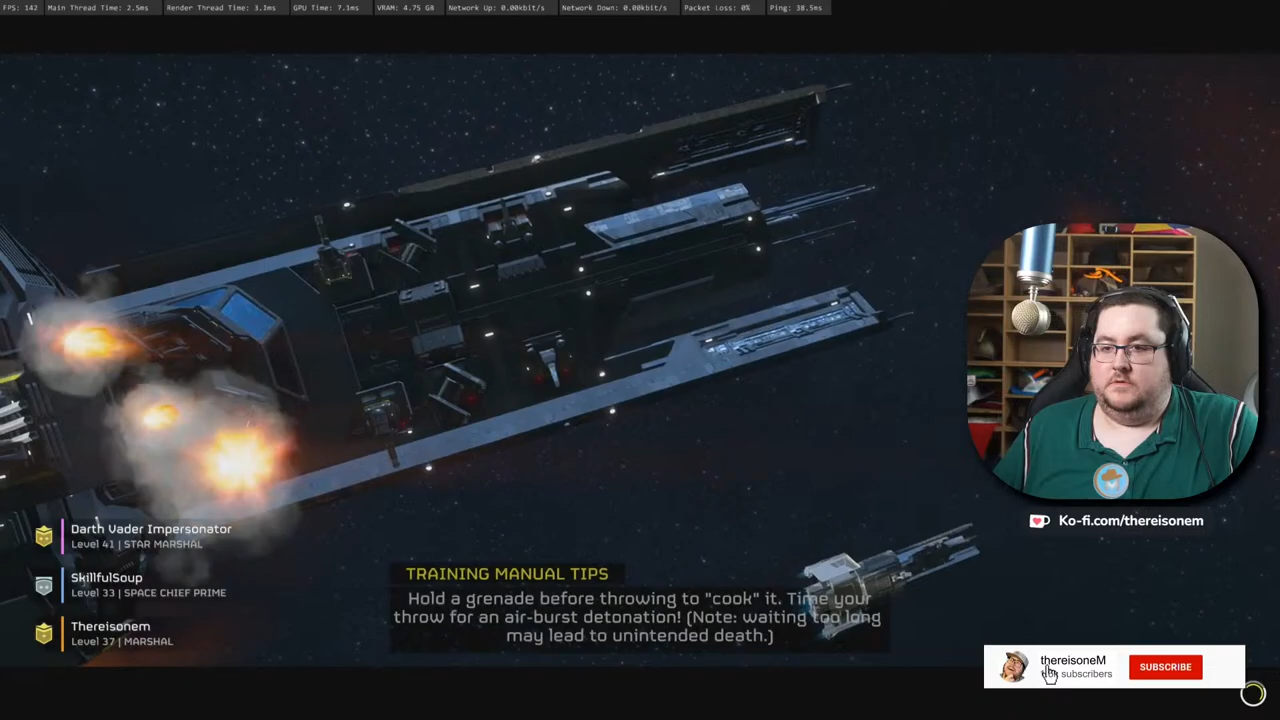 FPS: 142 Main Thread Time: 2.5ms Render Thread Time: 3.1ms GPU Time: 7.1ms VRAM: 4.75 GB Network Up: 0.00kbit/s Network Down: 0.00kbit/s Packet Loss: 0% Ping: 38.5ms
Darth Vader Impersonator
Level 41 | STAR MARSHAL
SkillfulSoup
Level 33 | SPACE CHIEF PRIME
Thereisonem
Level 37 | MARSHAL
TRAINING MANUAL TIPS
Hold a grenade before throwing to "cook" it. Time your
throw for an air-burst detonation! (Note: waiting too long
may lead to unintended death.)
Ko-fi.com/thereisonem
thereisoneM
subscribers
SUBSCRIBE